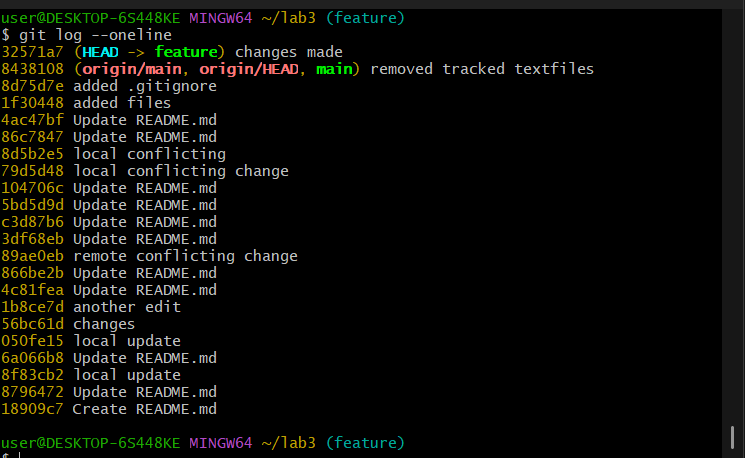 user@DESKTOP-6S448KE MINGW64 ~/lab3 (feature)
$ git log --oneline
32571a7 (HEAD -> feature) changes made
8438108 (origin/main, origin/HEAD, main) removed tracked textfiles
8d75d7e added .gitignore
1f30448 added files
4ac47bf Update README.md
86c7847 Update README.md
8d5b2e5 local conflicting
79d5d48 local conflicting change
104706c Update README.md
5bd5d9d Update README.md
c3d87b6 Update README.md
3df68eb Update README.md
89ae0eb remote conflicting change
866be2b Update README.md
4c81fea Update README.md
1b8ce7d another edit
56bc61d changes
050fe15 local update
6a066b8 Update README.md
8f83cb2 local update
8796472 Update README.md
18909c7 Create README.md
user@DESKTOP-6S448KE MINGW64 ~/lab3 (feature)
$